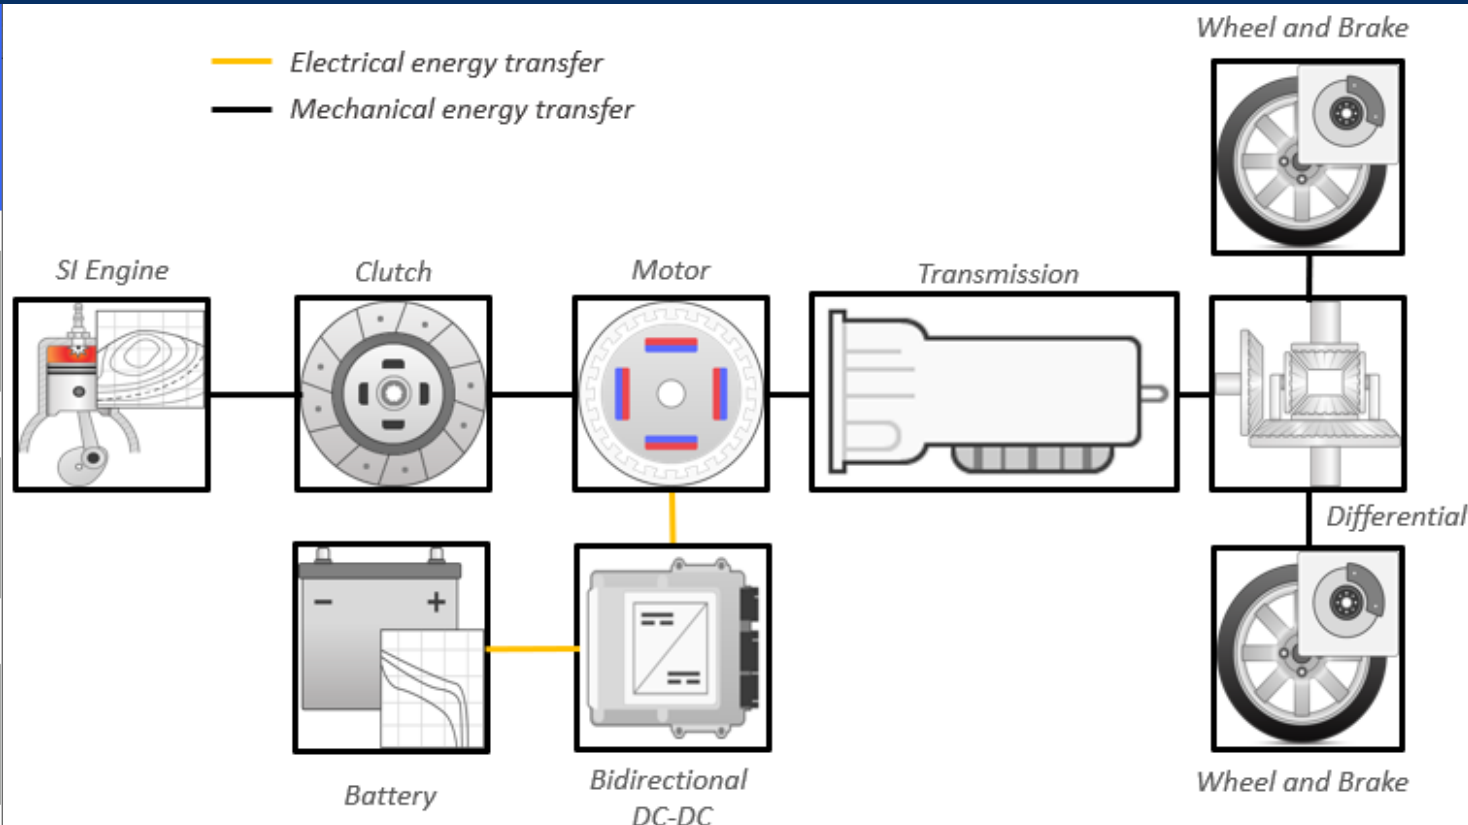 Wheel and Brake
Electrical energy transfer
Mechanical energy transfer
SI Engine
Clutch
Motor
Transmission
Differential
− +
Battery
Bidirectional
DC-DC
Wheel and Brake